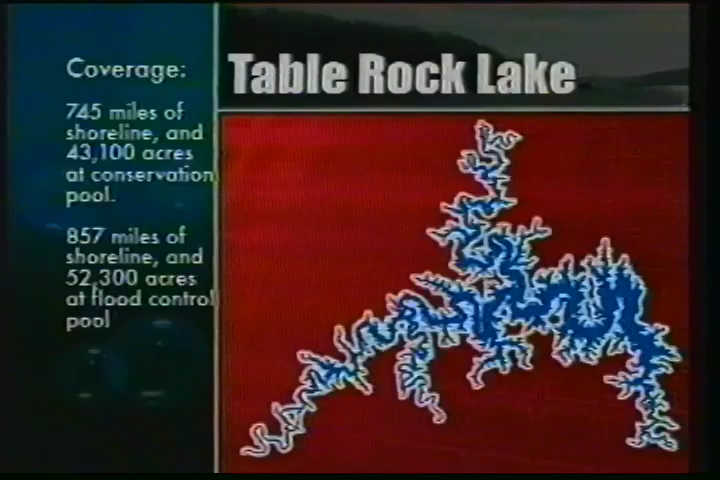 Coverage:
745 miles of
shoreline, and
43,100 acres
at conservation
pool.
857 miles of
shoreline, and
52,300 acres
at flood control
pool
Table Rock Lake